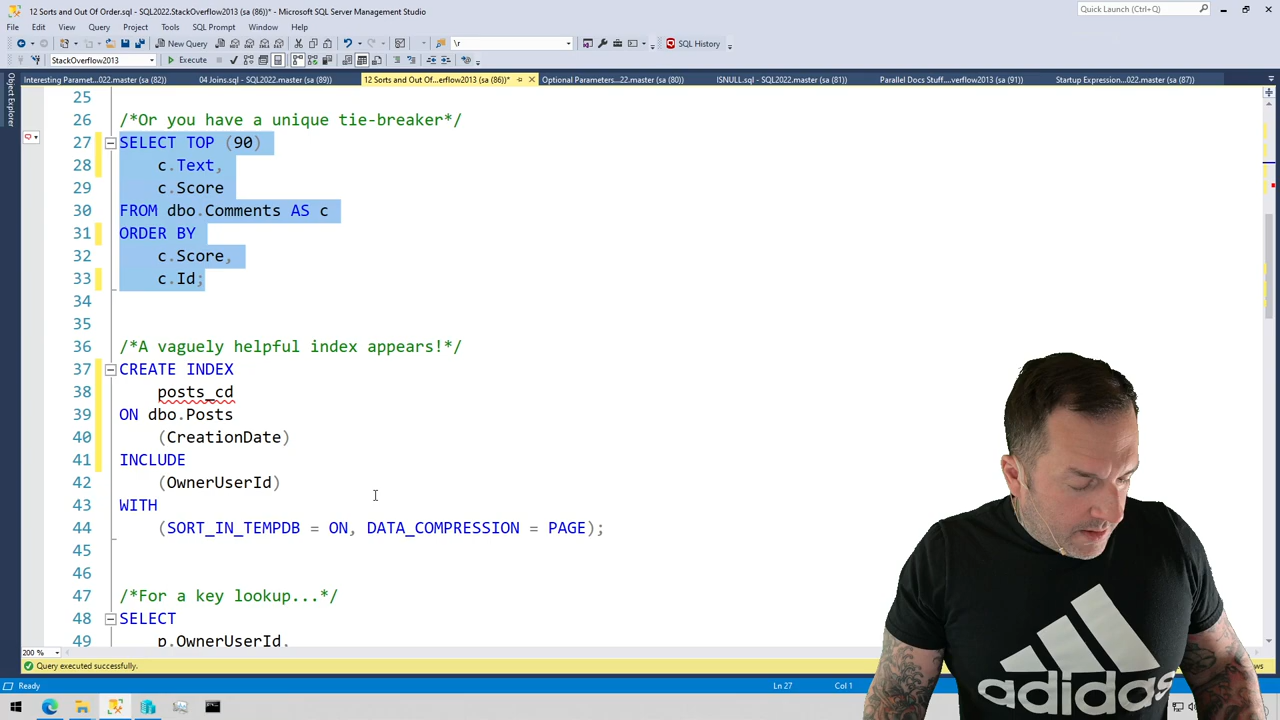 12 Sorts and Out Of Order.sql - SQL2022.StackOverflow2013 (sa (86))* - Microsoft SQL Server Management Studio
Quick Launch (Ctrl+Q)
File Edit View Query Project Tools SQL Prompt Window Help
New Query
\r
SQL History
StackOverflow2013
Execute
Interesting Paramet...022.master (82))
04 Joins.sql - SQL2022.master (sa (89))
12 Sorts and Out Of...erflow2013 (sa (86))*
Optional Parameters...22.master (sa (80))
ISNULL.sql - SQL2022.master (sa (81))
Parallel Docs Stuff...verflow2013 (sa (91))
Startup Expression...022.master (sa (87))
Object Explorer
25
26 /*Or you have a unique tie-breaker*/
27 SELECT TOP (90)
28 c.Text,
29 c.Score
30 FROM dbo.Comments AS c
31 ORDER BY
32 c.Score,
33 c.Id;
34
35
36 /*A vaguely helpful index appears!*/
37 CREATE INDEX
38 posts_cd
39 ON dbo.Posts
40 (CreationDate)
41 INCLUDE
42 (OwnerUserId)
43 WITH
44 (SORT_IN_TEMPDB = ON, DATA_COMPRESSION = PAGE);
45
46
47 /*For a key lookup...*/
48 SELECT
49 p.OwnerUserId,
200 %
Query executed successfully.
Ready
Ln 27
Col 1
adidas